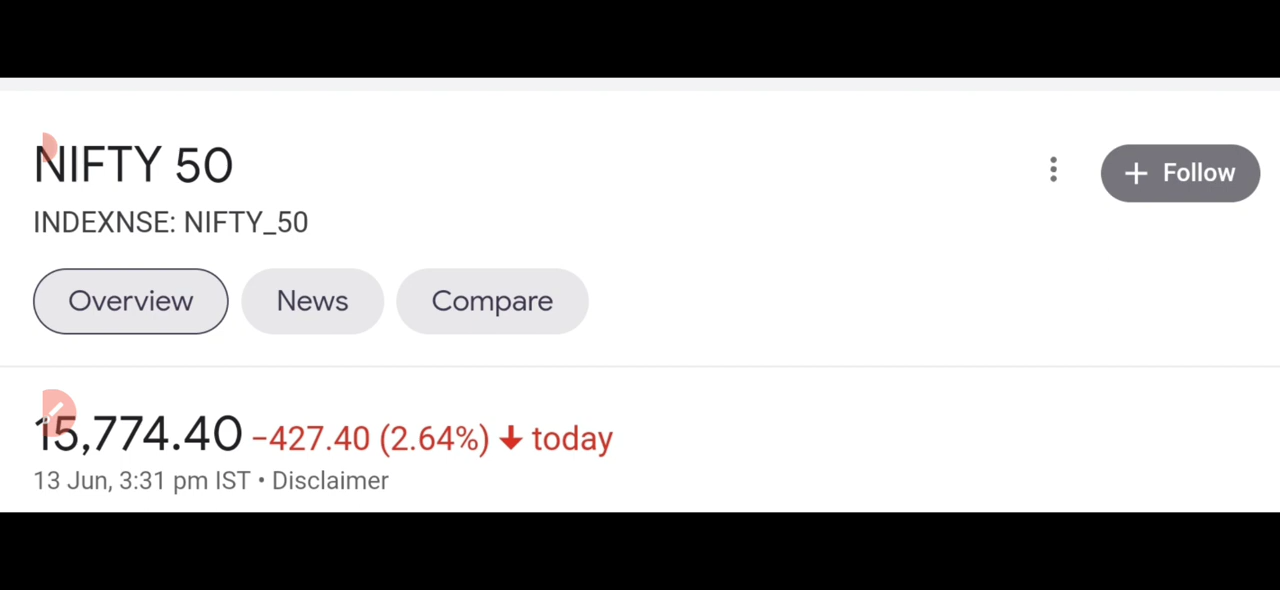 NIFTY 50
+ Follow
INDEXNSE: NIFTY_50
Overview News Compare
15,774.40 −427.40 (2.64%) ↓ today
13 Jun, 3:31 pm IST • Disclaimer